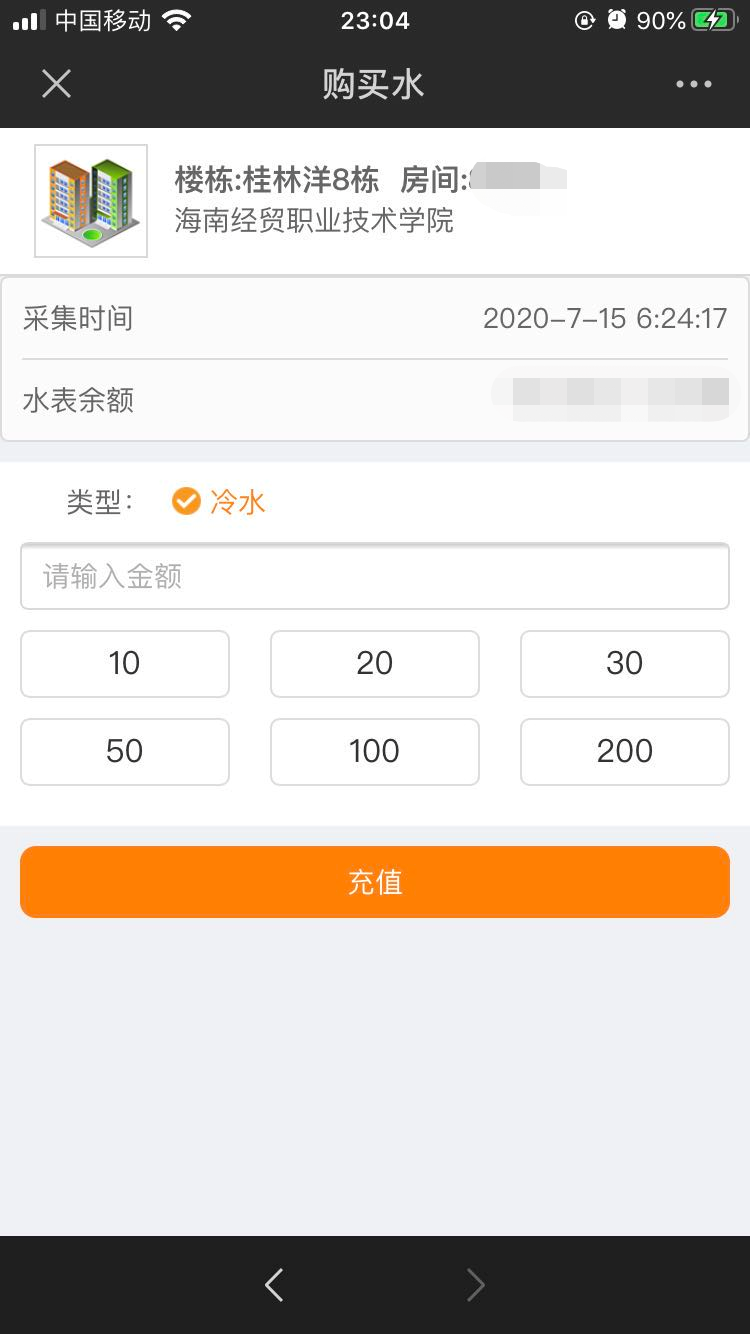 中国移动 23:04 90%
购买水
楼栋:桂林洋8栋 房间:
海南经贸职业技术学院
采集时间 2020-7-15 6:24:17
水表余额
类型: 冷水
请输入金额
10 20 30
50 100 200
充值